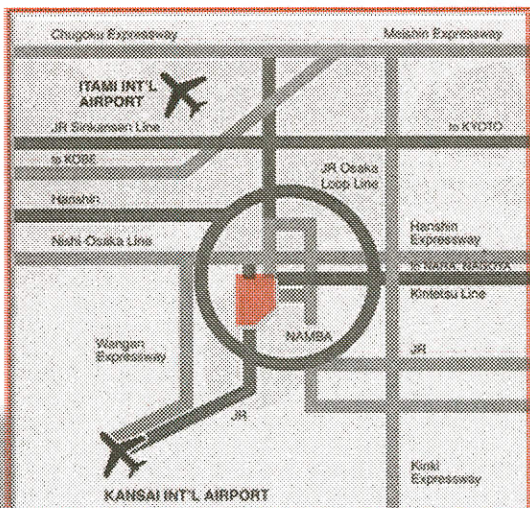 Chugoku Expressway
Meishin Expressway
ITAMI INT'L
AIRPORT
JR Sinkansen Line
to KYOTO
to KOBE
JR Osaka
Loop Line
Hanshin
Hanshin
Expressway
Nishi-Osaka Line
to NARA, NAGOYA
Kintetsu Line
NAMBA
Wangan
Expressway
JR
JR
Kinki
Expressway
KANSAI INT'L AIRPORT